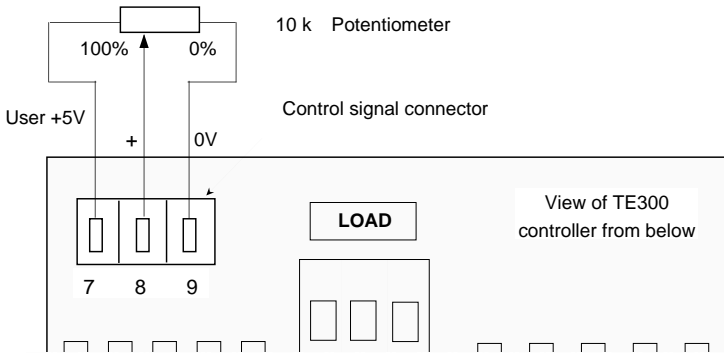 10 k Potentiometer
100% 0%
Control signal connector
User +5V
+ 0V
LOAD
View of TE300
controller from below
7 8 9